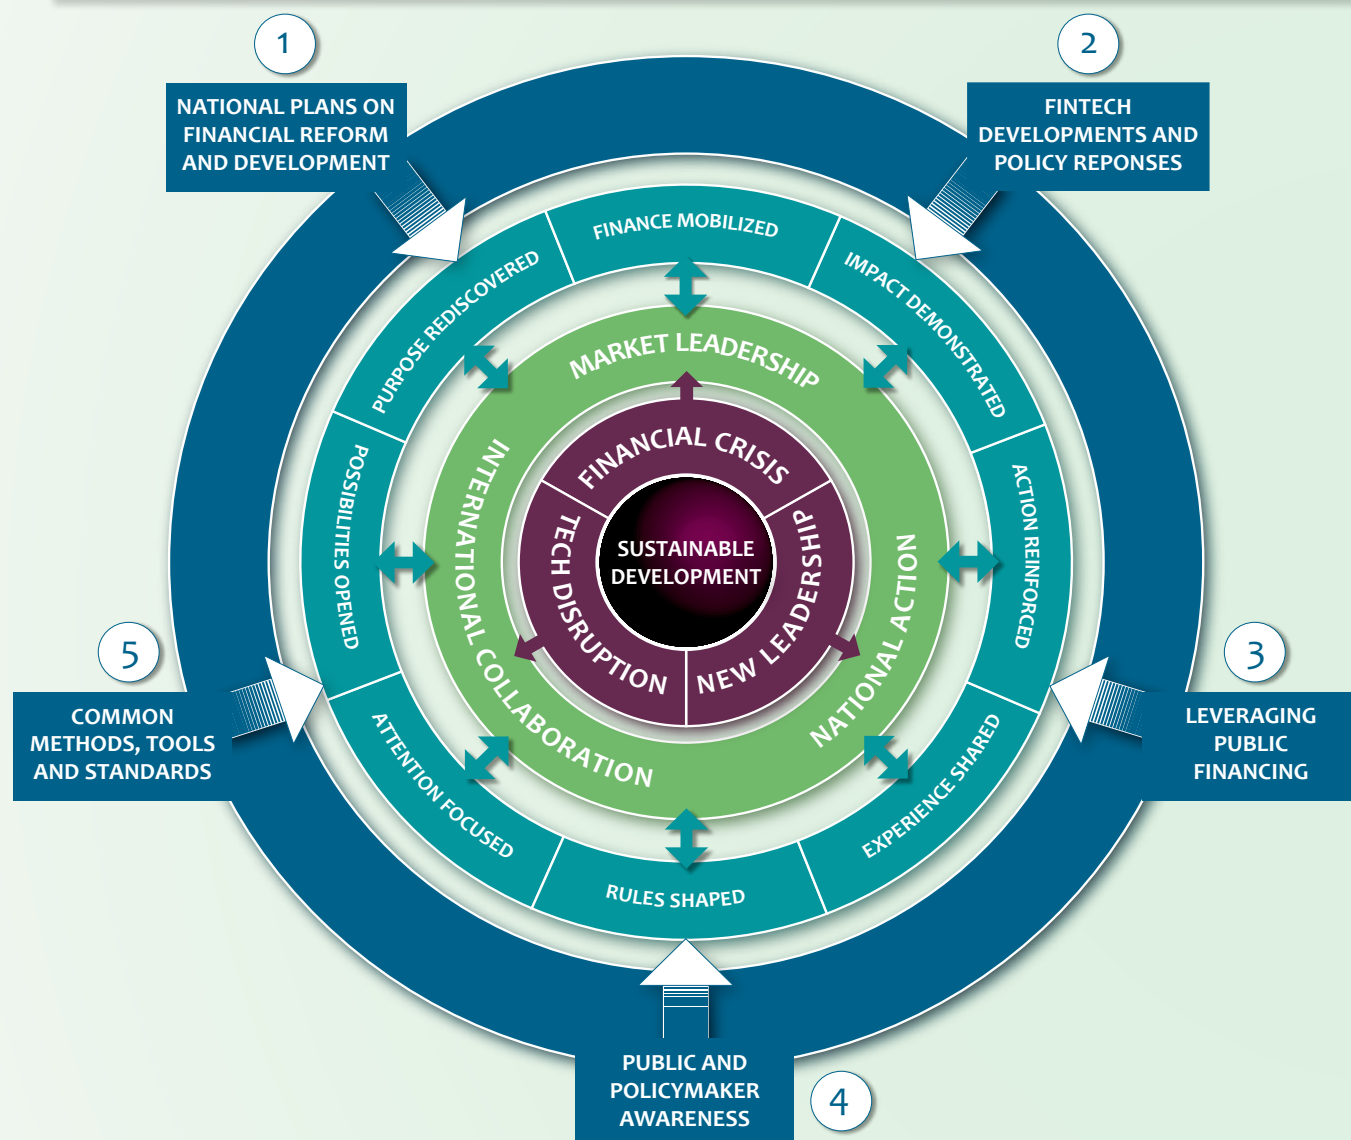 1
NATIONAL PLANS ON
FINANCIAL REFORM
AND DEVELOPMENT
2
FINTECH
DEVELOPMENTS AND
POLICY REPONSES
FINANCE MOBILIZED
IMPACT DEMONSTRATED
ACTION REINFORCED
EXPERIENCE SHARED
RULES SHAPED
ATTENTION FOCUSED
POSSIBILITIES OPENED
PURPOSE REDISCOVERED
MARKET LEADERSHIP
NATIONAL ACTION
INTERNATIONAL COLLABORATION
FINANCIAL CRISIS
NEW LEADERSHIP
TECH DISRUPTION
SUSTAINABLE
DEVELOPMENT
3
LEVERAGING
PUBLIC
FINANCING
5
COMMON
METHODS, TOOLS
AND STANDARDS
4
PUBLIC AND
POLICYMAKER
AWARENESS